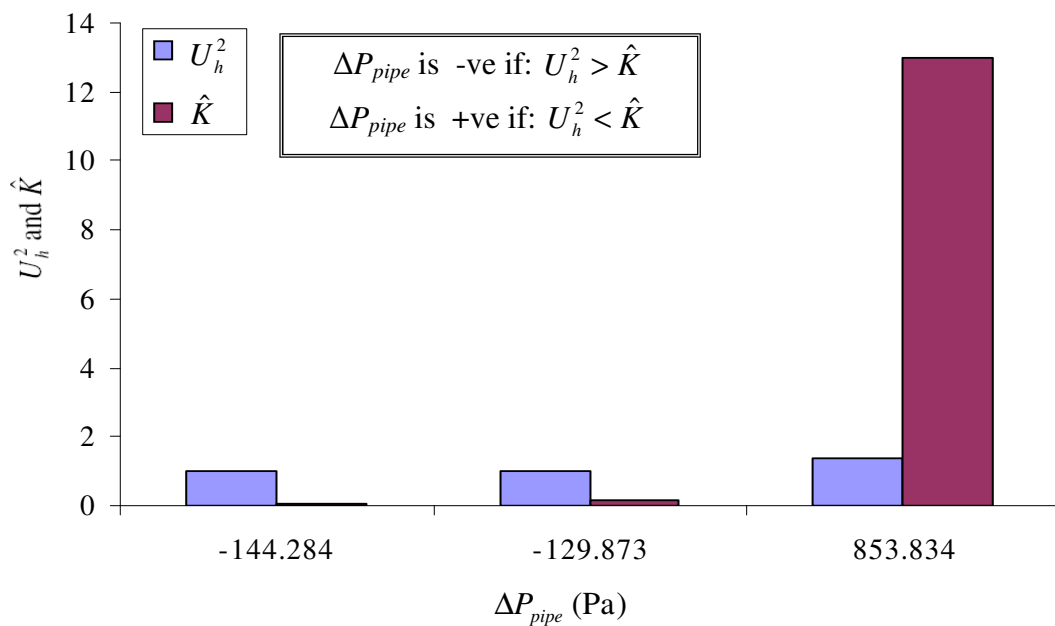 14
12
10
8
6
4
2
0
U_h^2 and K̂
U_h^2
K̂
ΔP_pipe is -ve if: U_h^2 > K̂
ΔP_pipe is +ve if: U_h^2 < K̂
-144.284 -129.873 853.834
ΔP_pipe (Pa)